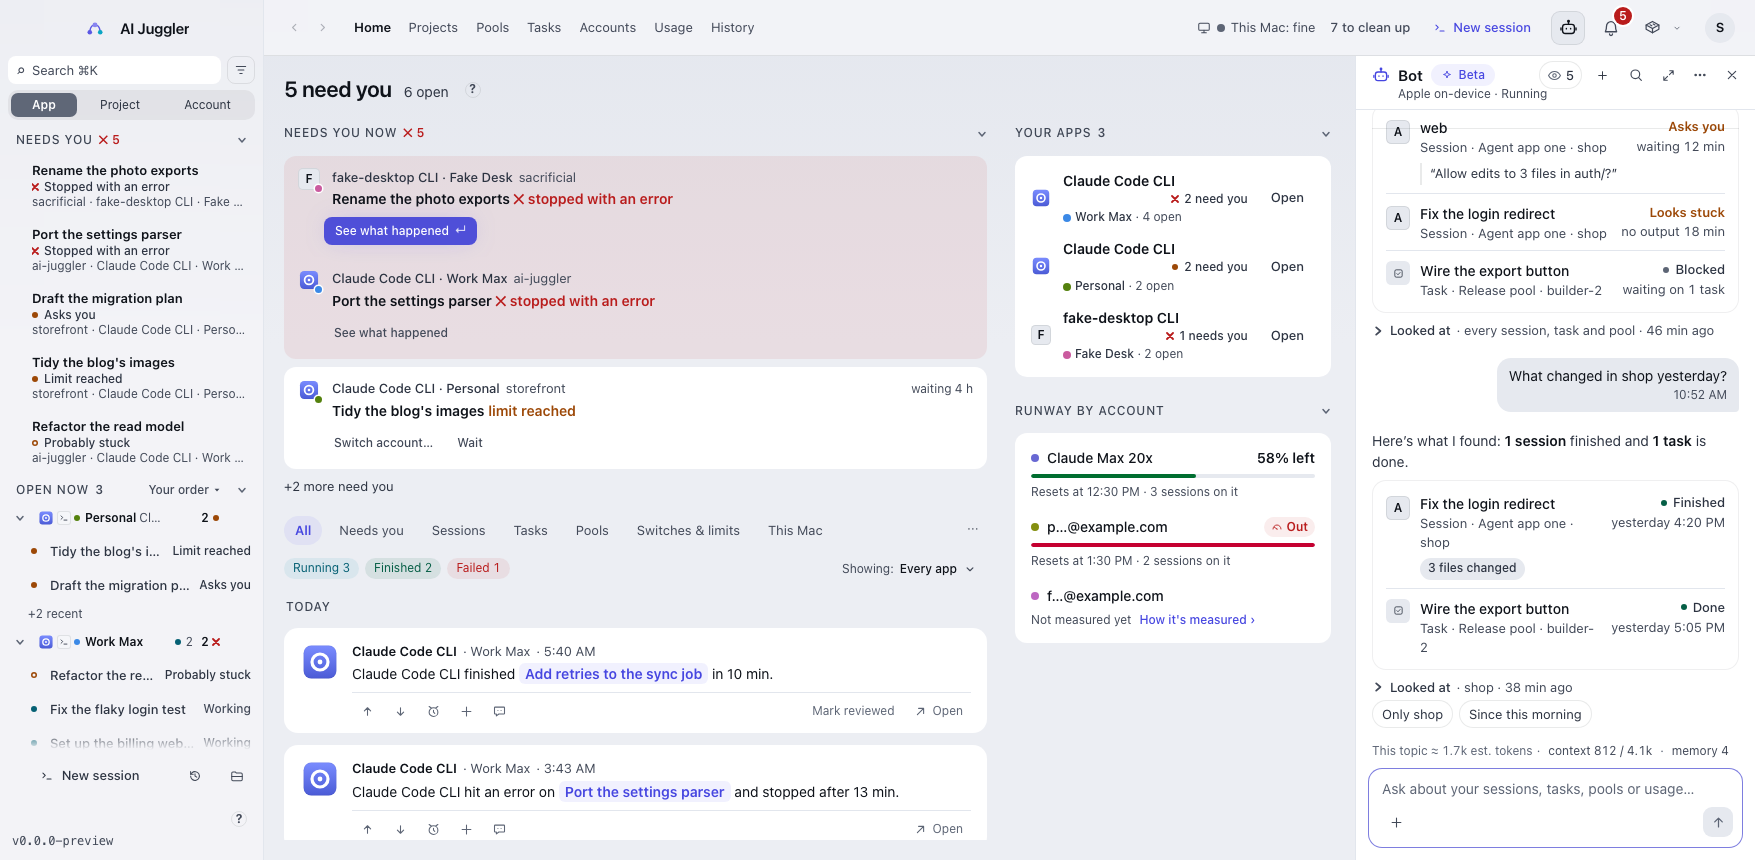 AI Juggler
Search ⌘K
App Project Account
NEEDS YOU 5
Rename the photo exports
Stopped with an error
sacrificial · fake-desktop CLI · Fake ...
Port the settings parser
Stopped with an error
ai-juggler · Claude Code CLI · Work ...
Draft the migration plan
Asks you
storefront · Claude Code CLI · Perso...
Tidy the blog's images
Limit reached
storefront · Claude Code CLI · Perso...
Refactor the read model
Probably stuck
ai-juggler · Claude Code CLI · Work ...
OPEN NOW 3 Your order
Personal Cl... 2
Tidy the blog's i... Limit reached
Draft the migration p... Asks you
+2 recent
Work Max 2 2
Refactor the re... Probably stuck
Fix the flaky login test Working
Set up the billing web... Working
New session
?
v0.0.0-preview
Home Projects Pools Tasks Accounts Usage History
This Mac: fine 7 to clean up New session 5 S
5 need you 6 open ?
NEEDS YOU NOW 5
F fake-desktop CLI · Fake Desk sacrificial
Rename the photo exports stopped with an error
See what happened
Claude Code CLI · Work Max ai-juggler
Port the settings parser stopped with an error
See what happened
Claude Code CLI · Personal storefront waiting 4 h
Tidy the blog's images limit reached
Switch account... Wait
+2 more need you
All Needs you Sessions Tasks Pools Switches & limits This Mac ...
Running 3 Finished 2 Failed 1 Showing: Every app
TODAY
Claude Code CLI · Work Max · 5:40 AM
Claude Code CLI finished Add retries to the sync job in 10 min.
Mark reviewed Open
Claude Code CLI · Work Max · 3:43 AM
Claude Code CLI hit an error on Port the settings parser and stopped after 13 min.
Open
YOUR APPS 3
Claude Code CLI
2 need you Open
Work Max · 4 open
Claude Code CLI
2 need you Open
Personal · 2 open
fake-desktop CLI
F 1 needs you Open
Fake Desk · 2 open
RUNWAY BY ACCOUNT
Claude Max 20x 58% left
Resets at 12:30 PM · 3 sessions on it
p...@example.com Out
Resets at 1:30 PM · 2 sessions on it
f...@example.com
Not measured yet How it's measured ›
Bot Beta 5
Apple on-device · Running
A web Asks you
Session · Agent app one · shop waiting 12 min
“Allow edits to 3 files in auth/?”
A Fix the login redirect Looks stuck
Session · Agent app one · shop no output 18 min
Wire the export button Blocked
Task · Release pool · builder-2 waiting on 1 task
Looked at · every session, task and pool · 46 min ago
What changed in shop yesterday?
10:52 AM
Here’s what I found: 1 session finished and 1 task is
done.
A Fix the login redirect Finished
Session · Agent app one · yesterday 4:20 PM
shop
3 files changed
Wire the export button Done
Task · Release pool · builder- yesterday 5:05 PM
2
Looked at · shop · 38 min ago
Only shop Since this morning
This topic ≈ 1.7k est. tokens · context 812 / 4.1k · memory 4
Ask about your sessions, tasks, pools or usage...